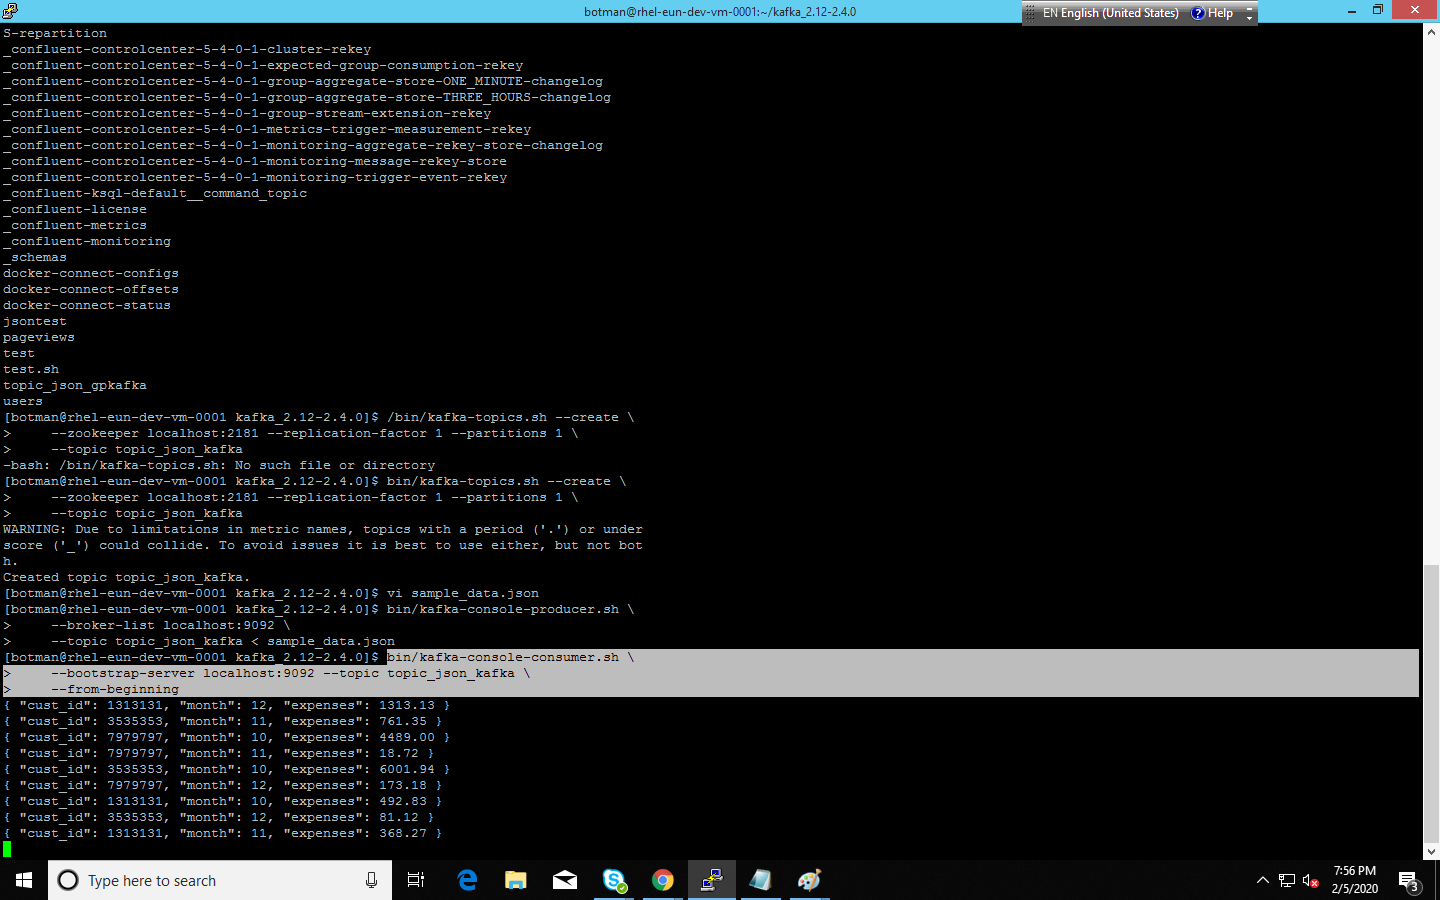 botman@rhel-eun-dev-vm-0001:~/kafka_2.12-2.4.0
EN English (United States) Help
S-repartition
_confluent-controlcenter-5-4-0-1-cluster-rekey
_confluent-controlcenter-5-4-0-1-expected-group-consumption-rekey
_confluent-controlcenter-5-4-0-1-group-aggregate-store-ONE_MINUTE-changelog
_confluent-controlcenter-5-4-0-1-group-aggregate-store-THREE_HOURS-changelog
_confluent-controlcenter-5-4-0-1-group-stream-extension-rekey
_confluent-controlcenter-5-4-0-1-metrics-trigger-measurement-rekey
_confluent-controlcenter-5-4-0-1-monitoring-aggregate-rekey-store-changelog
_confluent-controlcenter-5-4-0-1-monitoring-message-rekey-store
_confluent-controlcenter-5-4-0-1-monitoring-trigger-event-rekey
_confluent-ksql-default__command_topic
_confluent-license
_confluent-metrics
_confluent-monitoring
_schemas
docker-connect-configs
docker-connect-offsets
docker-connect-status
jsontest
pageviews
test
test.sh
topic_json_gpkafka
users
[botman@rhel-eun-dev-vm-0001 kafka_2.12-2.4.0]$ /bin/kafka-topics.sh --create \
>     --zookeeper localhost:2181 --replication-factor 1 --partitions 1 \
>     --topic topic_json_kafka
-bash: /bin/kafka-topics.sh: No such file or directory
[botman@rhel-eun-dev-vm-0001 kafka_2.12-2.4.0]$ bin/kafka-topics.sh --create \
>     --zookeeper localhost:2181 --replication-factor 1 --partitions 1 \
>     --topic topic_json_kafka
WARNING: Due to limitations in metric names, topics with a period ('.') or under
score ('_') could collide. To avoid issues it is best to use either, but not bot
h.
Created topic topic_json_kafka.
[botman@rhel-eun-dev-vm-0001 kafka_2.12-2.4.0]$ vi sample_data.json
[botman@rhel-eun-dev-vm-0001 kafka_2.12-2.4.0]$ bin/kafka-console-producer.sh \
>     --broker-list localhost:9092 \
>     --topic topic_json_kafka < sample_data.json
[botman@rhel-eun-dev-vm-0001 kafka_2.12-2.4.0]$ bin/kafka-console-consumer.sh \
>     --bootstrap-server localhost:9092 --topic topic_json_kafka \
>     --from-beginning
{ "cust_id": 1313131, "month": 12, "expenses": 1313.13 }
{ "cust_id": 3535353, "month": 11, "expenses": 761.35 }
{ "cust_id": 7979797, "month": 10, "expenses": 4489.00 }
{ "cust_id": 7979797, "month": 11, "expenses": 18.72 }
{ "cust_id": 3535353, "month": 10, "expenses": 6001.94 }
{ "cust_id": 7979797, "month": 12, "expenses": 173.18 }
{ "cust_id": 1313131, "month": 10, "expenses": 492.83 }
{ "cust_id": 3535353, "month": 12, "expenses": 81.12 }
{ "cust_id": 1313131, "month": 11, "expenses": 368.27 }
Type here to search
7:56 PM
2/5/2020
3